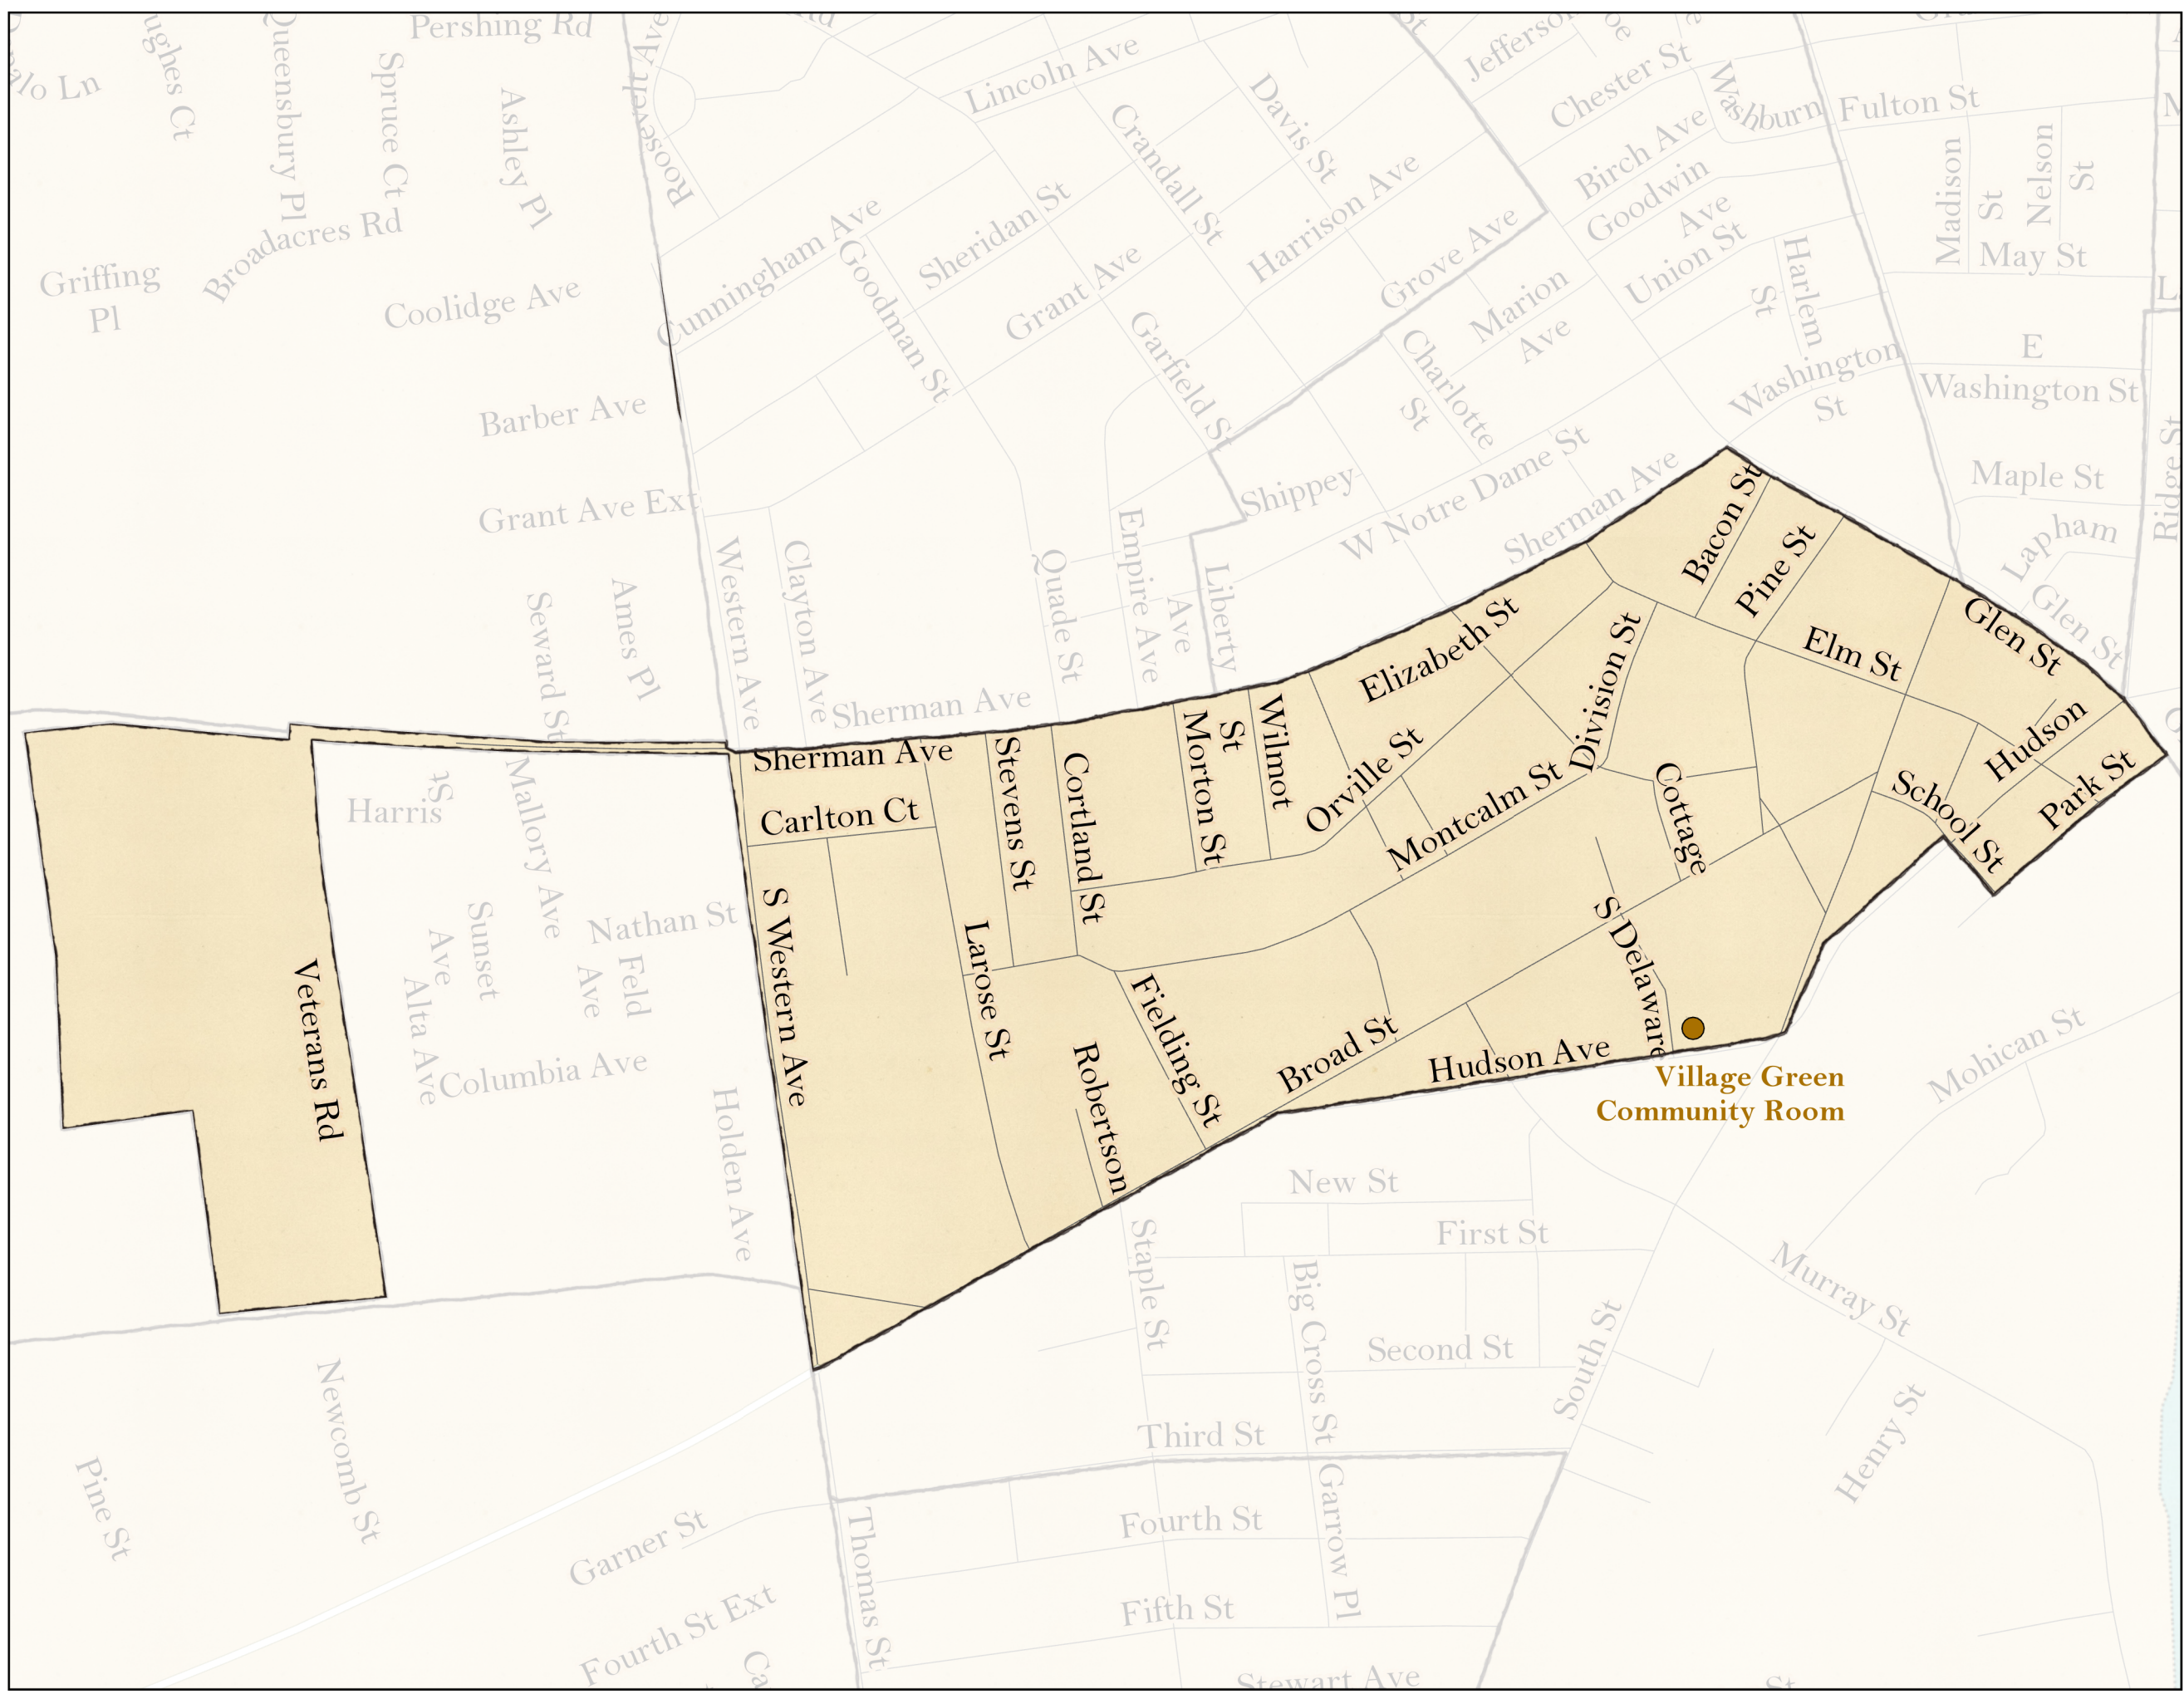 Pershing Rd
ughes Ct
Queensbury Pl
Spruce Ct
Ashley Pl
alo Ln
Roosevelt Ave
Broadacres Rd
Griffing
Pl
Coolidge Ave
Barber Ave
Grant Ave Ext
Seward St
Ames Pl
Western Ave
Clayton Ave
Lincoln Ave
Cunningham Ave
Goodman St
Sheridan St
Grant Ave
Crandall St
Davis St
Harrison Ave
Garfield St
Grove Ave
Charlotte
St
Marion
Ave
Jefferso
Chester St
Washburn
Birch Ave
Goodwin
Ave
Union St
Harlem
St
Washington
St
Fulton St
Madison
St
Nelson
St
May St
E
Washington St
Maple St
Lapham
Ridge St
Glen St
Shippey
W Notre Dame St
Sherman Ave
Quade St
Empire Ave
Liberty
Ave
Sherman Ave
Bacon St
Pine St
Elm St
Glen St
Hudson
Park St
School St
Elizabeth St
Division St
Orville St
Montcalm St
Cottage
Wilmot
St
Morton St
Cortland St
Stevens St
Sherman Ave
Carlton Ct
S Western Ave
Larose St
Robertson
Fielding St
Broad St
Hudson Ave
S Delaware
Village Green
Community Room
Veterans Rd
Harris
St
Mallory Ave
Nathan St
Sunset
Ave
Alta Ave
Feld
Ave
Columbia Ave
Holden Ave
Mohican St
Murray St
Henry St
South St
New St
First St
Staple St
Big Cross St
Second St
Third St
Garrow Pl
Fourth St
Fifth St
Stewart Ave
Thomas St
Garner St
Fourth St Ext
Ca
Newcomb St
Pine St